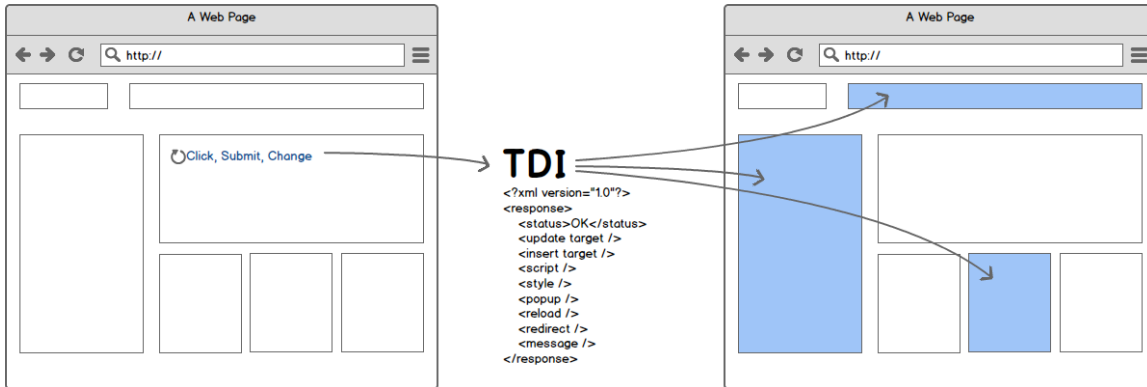 A Web Page
http://
Click, Submit, Change
TDI
<?xml version="1.0"?>
<response>
<status>OK</status>
<update target />
<insert target />
<script />
<style />
<popup />
<reload />
<redirect />
<message />
</response>
A Web Page
http://